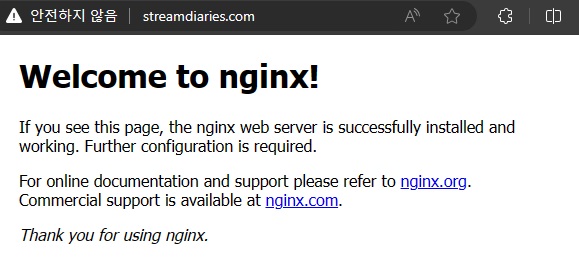 안전하지 않음 | streamdiaries.com
Welcome to nginx!
If you see this page, the nginx web server is successfully installed and
working. Further configuration is required.
For online documentation and support please refer to nginx.org.
Commercial support is available at nginx.com.
Thank you for using nginx.